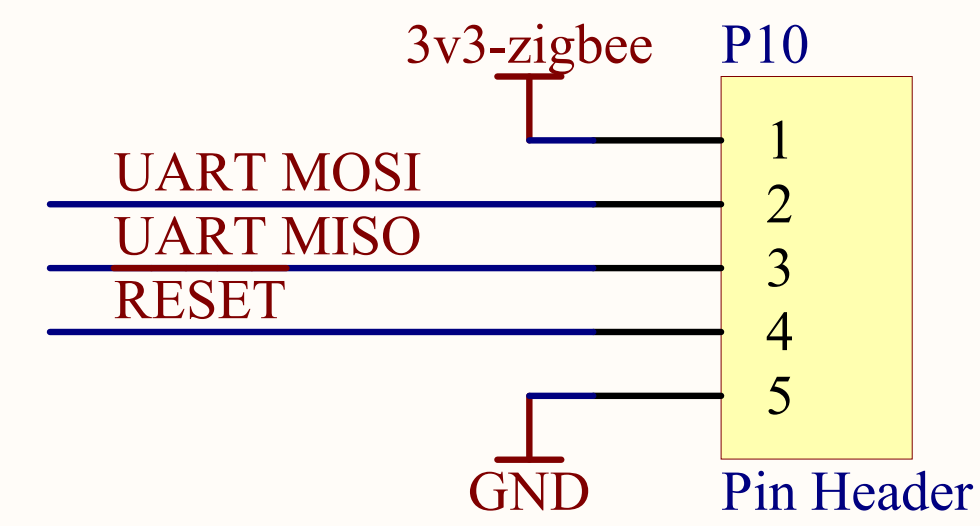 3v3-zigbee
P10
1
UART MOSI
2
UART MISO
3
RESET
4
5
GND
Pin Header